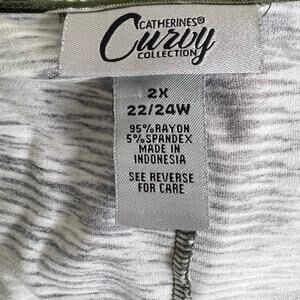 CATHERINES®
Curvy
COLLECTION
2X
22/24W
95%RAYON
5%SPANDEX
MADE IN
INDONESIA
SEE REVERSE
FOR CARE